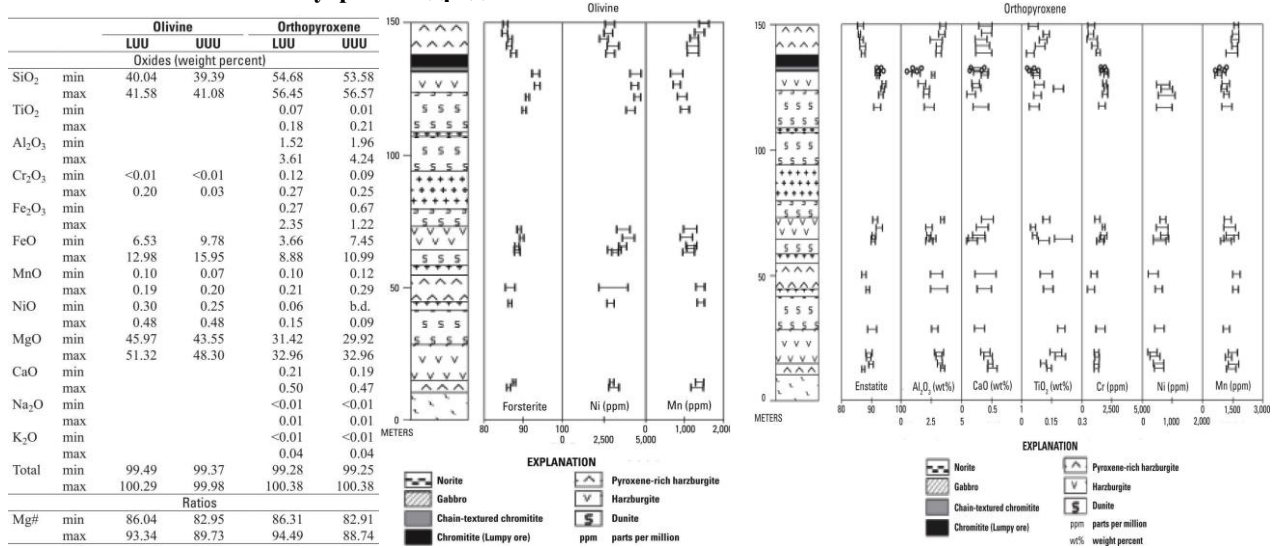 Olivine Orthopyroxene
LUU UUU LUU UUU
Oxides (weight percent)
SiO2 min 40.04 39.39 54.68 53.58
max 41.58 41.08 56.45 56.57
TiO2 min 0.07 0.01
max 0.18 0.21
Al2O3 min 1.52 1.96
max 3.61 4.24
Cr2O3 min <0.01 <0.01 0.12 0.09
max 0.20 0.03 0.27 0.25
Fe2O3 min 0.27 0.67
max 2.35 1.22
FeO min 6.53 9.78 3.66 7.45
max 12.98 15.95 8.88 10.99
MnO min 0.10 0.07 0.10 0.12
max 0.19 0.20 0.21 0.29
NiO min 0.30 0.25 0.06 b.d.
max 0.48 0.48 0.15 0.09
MgO min 45.97 43.55 31.42 29.92
max 51.32 48.30 32.96 32.96
CaO min 0.21 0.19
max 0.50 0.47
Na2O min <0.01 <0.01
max 0.01 0.01
K2O min <0.01 <0.01
max 0.04 0.04
Total min 99.49 99.37 99.28 99.25
max 100.29 99.98 100.38 100.38
Ratios
Mg# min 86.04 82.95 86.31 82.91
max 93.34 89.73 94.49 88.74
Olivine
150
100
50
0
METERS
Forsterite Ni (ppm) Mn (ppm)
80 90 100 5,000 1,000 2,000
0 2,500 0
EXPLANATION
Norite
Gabbro
Chain-textured chromitite
Chromitite (Lumpy ore)
Pyroxene-rich harzburgite
Harzburgite
Dunite
ppm parts per million
Orthopyroxene
150
100
50
0
METERS
Enstatite Al2O3 (wt%) CaO (wt%) TiO2 (wt%) Cr (ppm) Ni (ppm) Mn (ppm)
80 90 100 5 1 0.3 5,000 2,000 1,500 3,000
0 2.5 0 0.5 0 0.15 0 2,500 0 1,000 0
EXPLANATION
Norite
Gabbro
Chain-textured chromitite
Chromitite (Lumpy ore)
Pyroxene-rich harzburgite
Harzburgite
Dunite
ppm parts per million
wt% weight percent